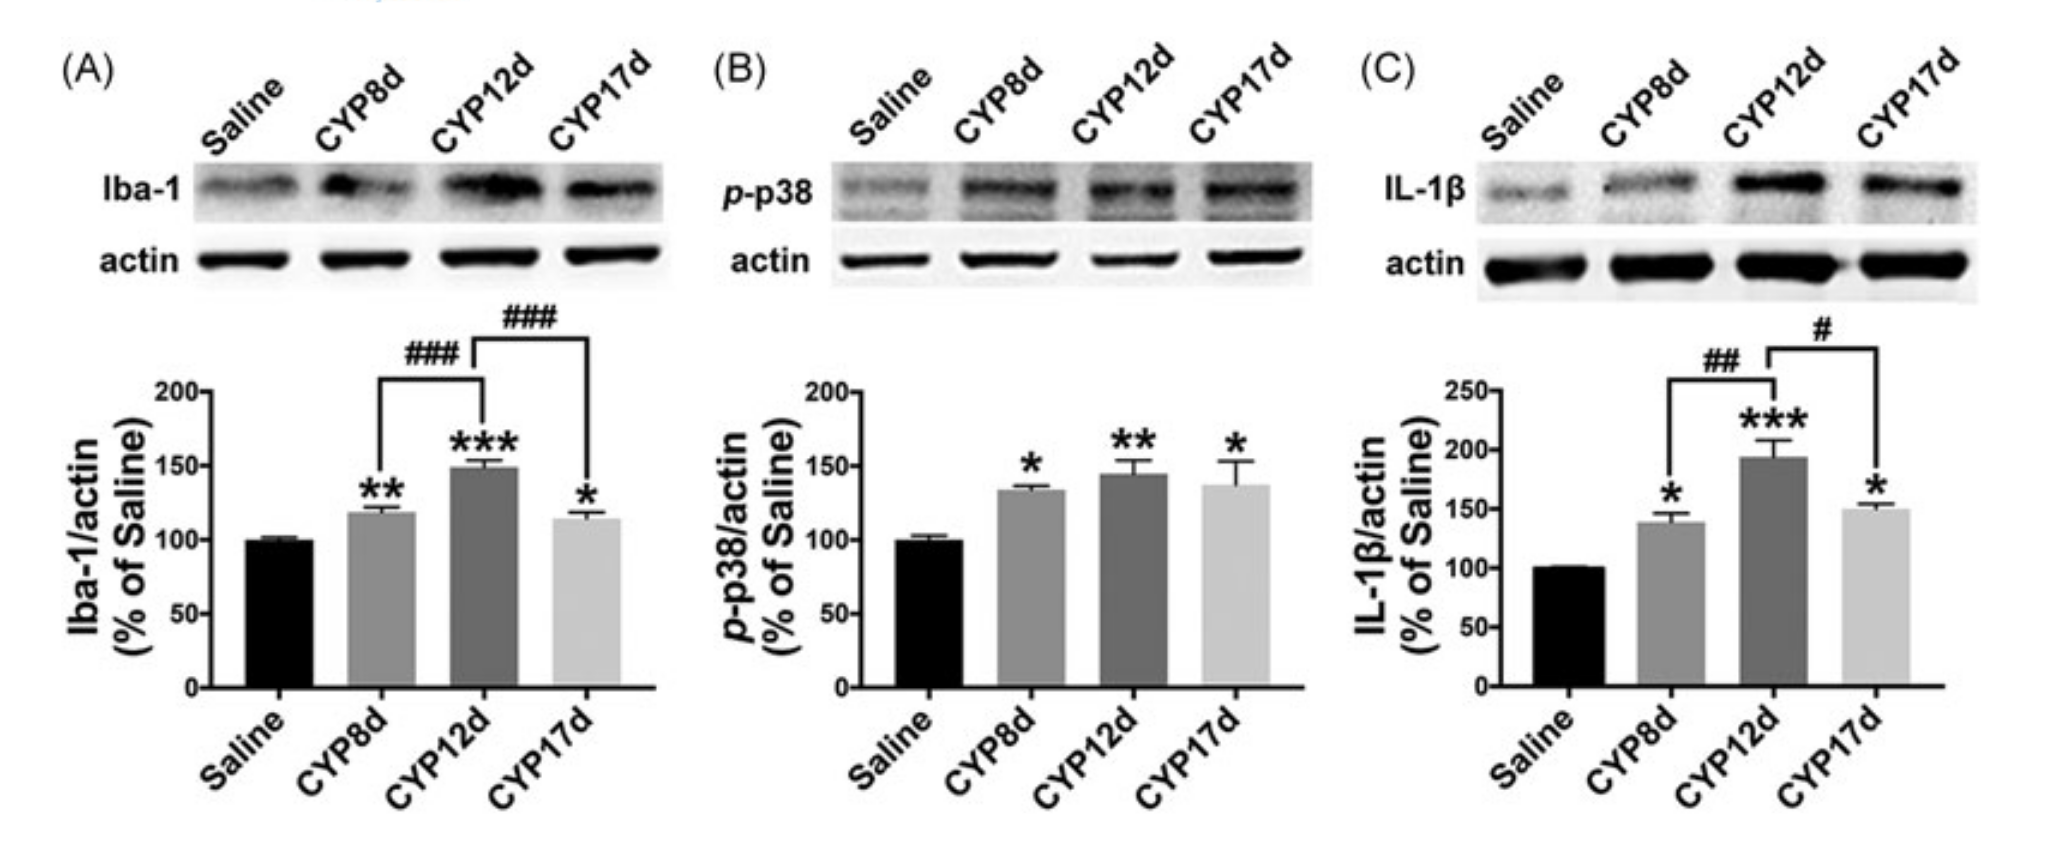 (A)
Saline CYP8d CYP12d CYP17d
Iba-1
actin
###
###
200
150
100
50
0
Iba-1/actin
(% of Saline)
** *** *
Saline CYP8d CYP12d CYP17d
(B)
Saline CYP8d CYP12d CYP17d
p-p38
actin
200
150
100
50
0
p-p38/actin
(% of Saline)
* ** *
Saline CYP8d CYP12d CYP17d
(C)
Saline CYP8d CYP12d CYP17d
IL-1β
actin
#
##
250
200
150
100
50
0
IL-1β/actin
(% of Saline)
* *** *
Saline CYP8d CYP12d CYP17d